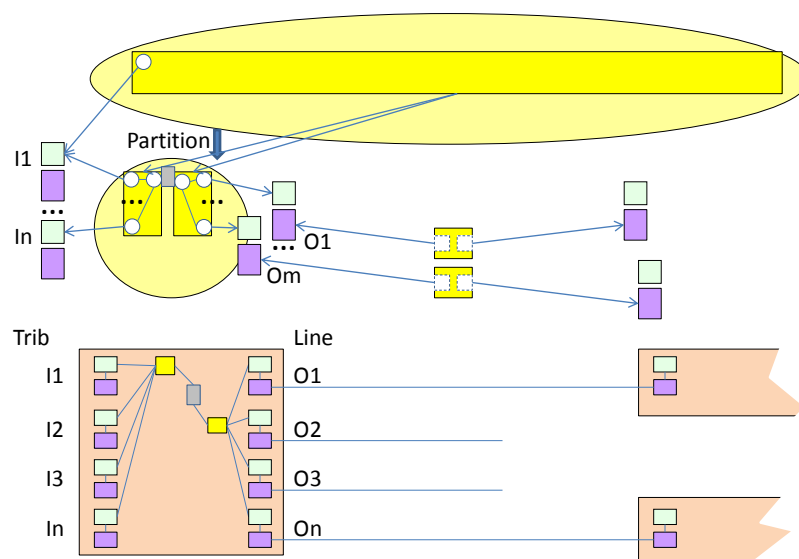 Partition
I1
...
...
...
In
...
O1
Om
Trib
Line
I1
O1
I2
O2
I3
O3
In
On